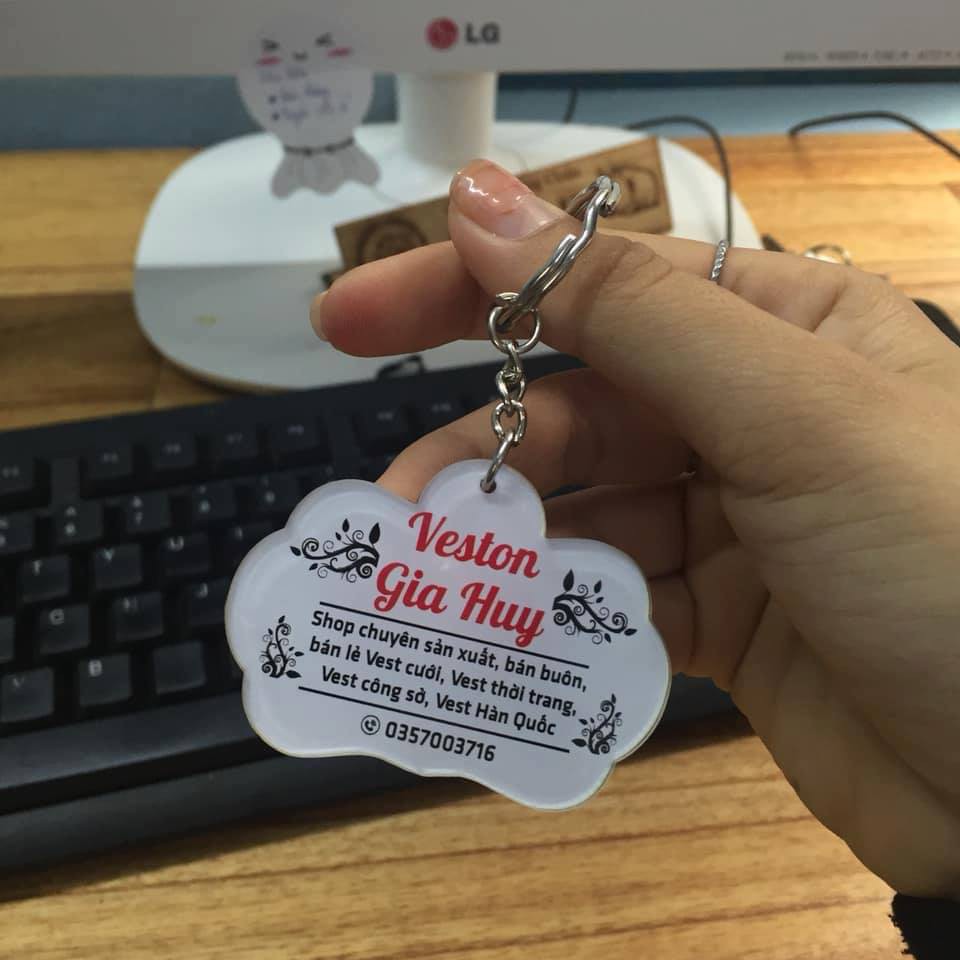 LG
Veston
Gia Huy
Shop chuyên sản xuất, bán buôn,
bán lẻ Vest cưới, Vest thời trang,
Vest công sở, Vest Hàn Quốc
0357003716
T
Y
U
V
B